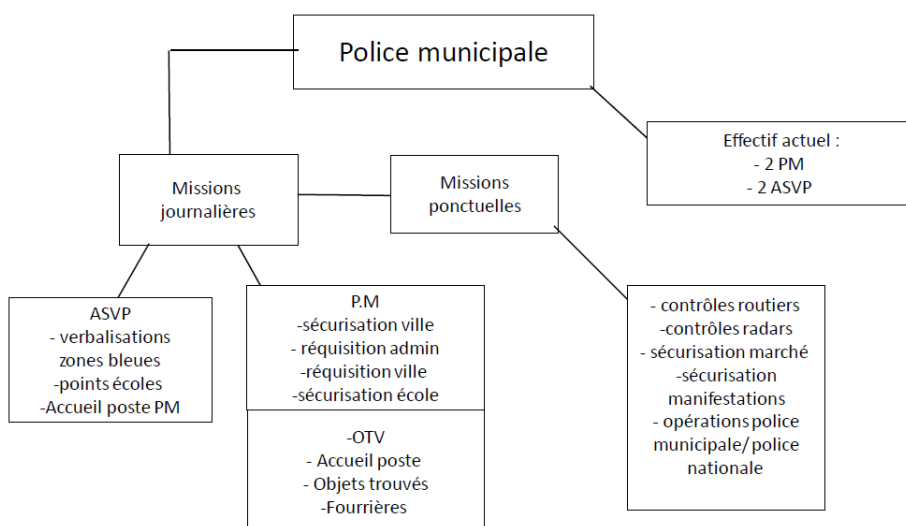 Police municipale
Effectif actuel :
- 2 PM
- 2 ASVP
Missions
journalières
Missions
ponctuelles
ASVP
- verbalisations
zones bleues
-points écoles
-Accueil poste PM
P.M
-sécurisation ville
- réquisition admin
-réquisition ville
-sécurisation école
-OTV
- Accueil poste
- Objets trouvés
-Fourrières
- contrôles routiers
-contrôles radars
- sécurisation marché
-sécurisation
manifestations
- opérations police
municipale/ police
nationale